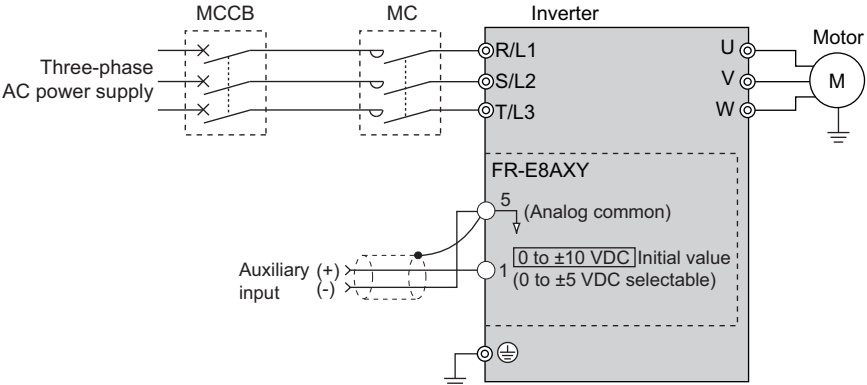 MCCB
MC
Inverter
Motor
Three-phase
AC power supply
R/L1
S/L2
T/L3
U
V
W
M
FR-E8AXY
5
(Analog common)
Auxiliary (+)
input (-)
1
0 to ±10 VDC Initial value
(0 to ±5 VDC selectable)